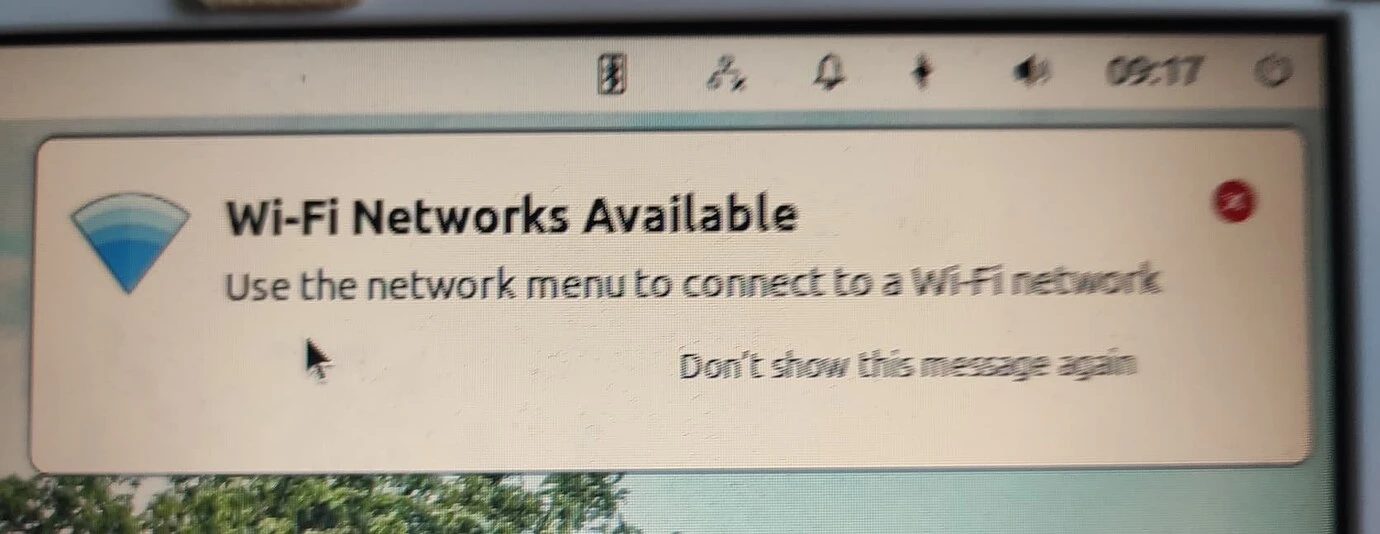 09:17
Wi-Fi Networks Available
Use the network menu to connect to a Wi-Fi network
Don't show this message again